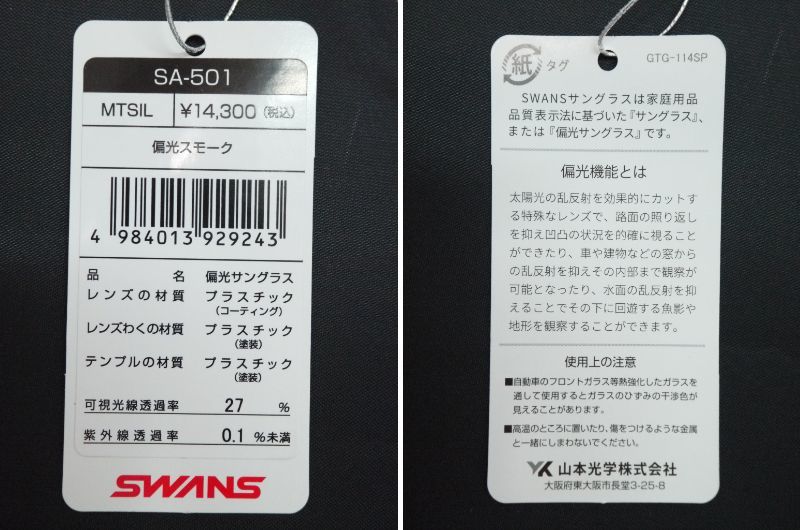 SA-501
MTSIL ¥14,300 (税込)
偏光スモーク
4 984013 929243
品 名 偏光サングラス
レンズの材質 プラスチック
(コーティング)
レンズわくの材質 プラスチック
(塗装)
テンプルの材質 プラスチック
(塗装)
可視光線透過率 27 %
紫外線透過率 0.1 %未満
SWANS
紙 タグ
GTG-114SP
SWANSサングラスは家庭用品
品質表示法に基づいた『サングラス』、
または『偏光サングラス』です。
偏光機能とは
太陽光の乱反射を効果的にカットす
る特殊なレンズで、路面の照り返し
を抑え凹凸の状況を的確に視ること
ができたり、車や建物などの窓から
の乱反射を抑えその内部まで観察が
可能となったり、水面の乱反射を抑
えることでその下に回遊する魚影や
地形を観察することができます。
使用上の注意
■自動車のフロントガラス等熱強化したガラスを
通して使用するとガラスのひずみの干渉色が
見えることがあります。
■高温のところに置いたり、傷をつけるような金属
と一緒にしまわないでください。
YK 山本光学株式会社
大阪府東大阪市長堂3-25-8